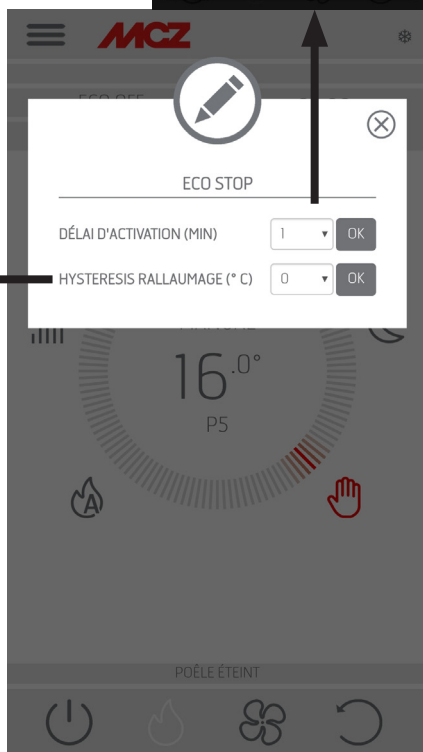 MCZ
ECO STOP
DÉLAI D'ACTIVATION (MIN) 1 OK
HYSTERESIS RALLAUMAGE (° C) 0 OK
16.0°
P5
A
POÊLE ÉTEINT